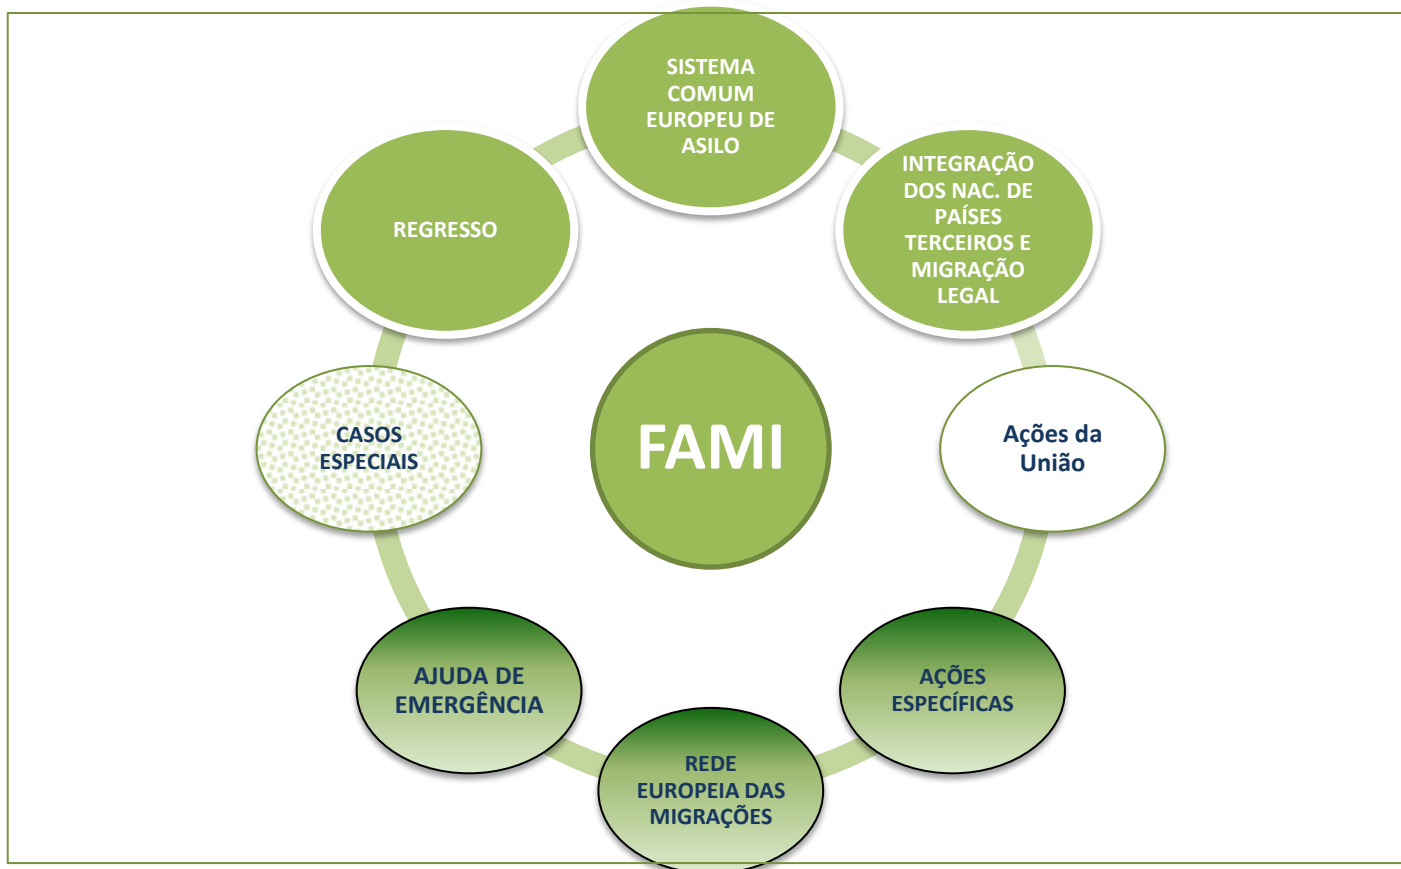 SISTEMA
COMUM
EUROPEU DE
ASILO
INTEGRAÇÃO
DOS NAC. DE
PAÍSES
TERCEIROS E
MIGRAÇÃO
LEGAL
Ações da
União
AÇÕES
ESPECÍFICAS
REDE
EUROPEIA DAS
MIGRAÇÕES
AJUDA DE
EMERGÊNCIA
CASOS
ESPECIAIS
REGRESSO
FAMI